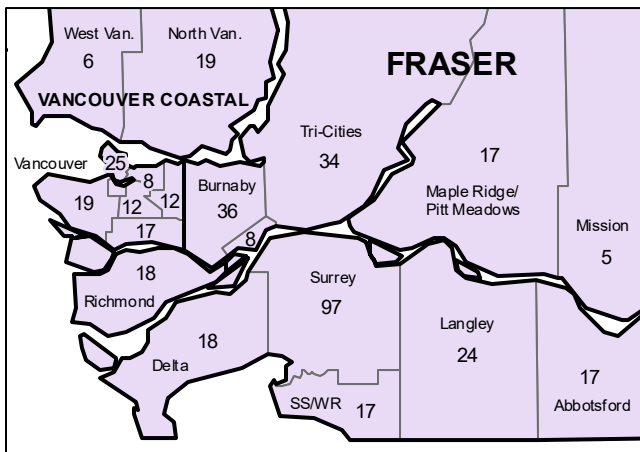 West Van.
6
North Van.
19
VANCOUVER COASTAL
FRASER
Tri-Cities
34
17
Maple Ridge/
Pitt Meadows
Mission
5
Vancouver
25
8
19
12
12
17
Burnaby
36
8
18
Richmond
Surrey
97
18
Delta
Langley
24
SS/WR
17
17
Abbotsford